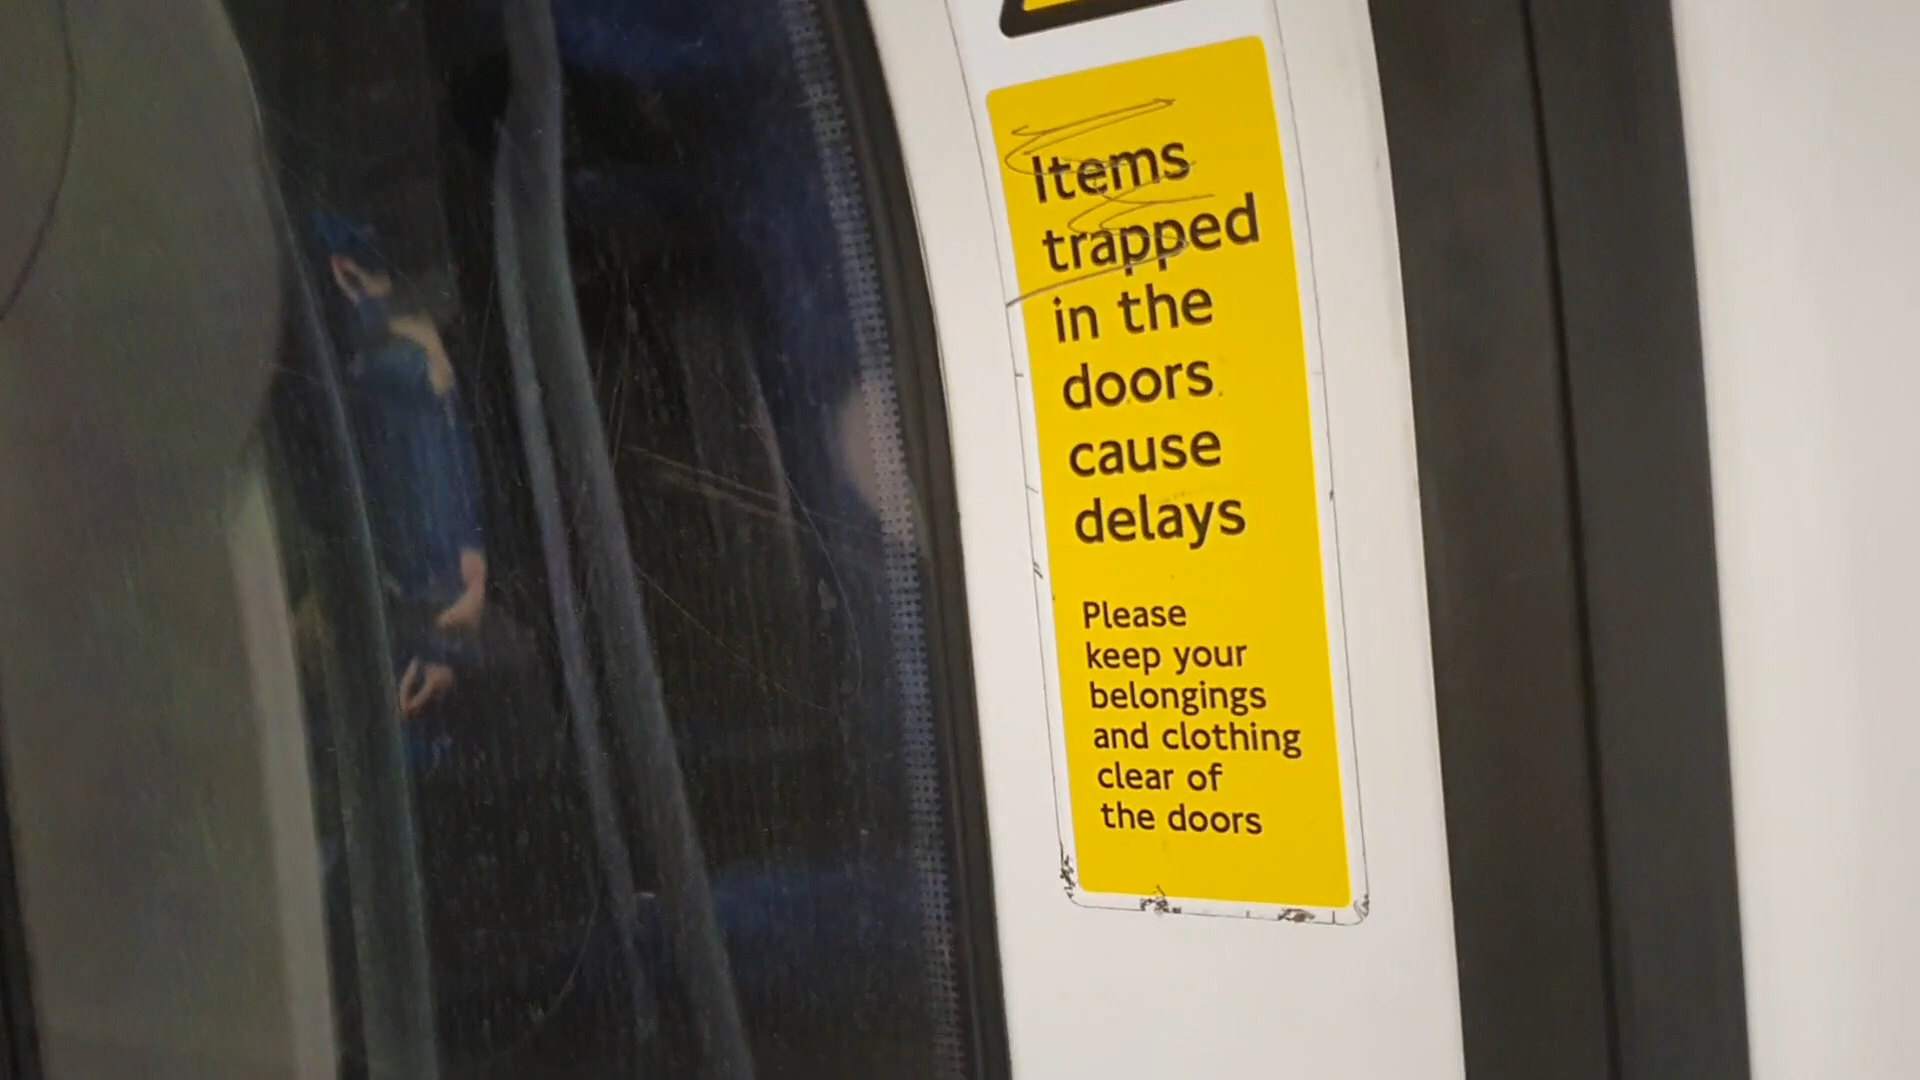 Items
trapped
in the
doors
cause
delays
Please
keep your
belongings
and clothing
clear of
the doors